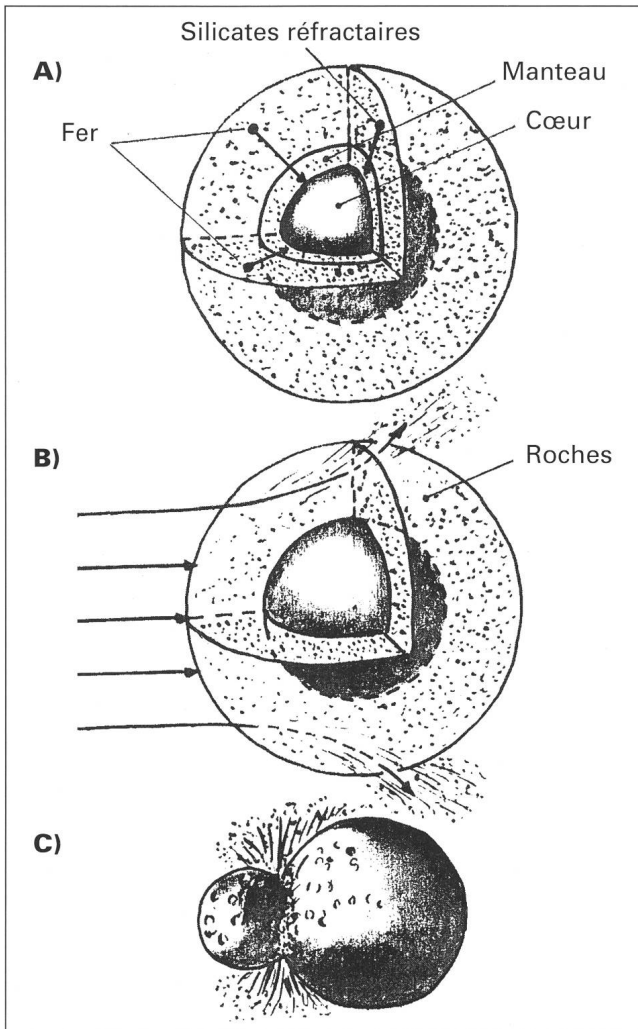 Silicates réfractaires
A)
Manteau
Fer
Cœur
B)
Roches
C)